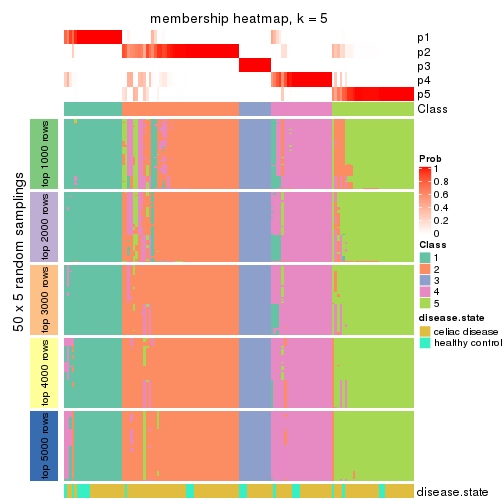 membership heatmap, k = 5
p1
p2
p3
p4
p5
Class
50 x 5 random samplings
top 1000 rows
top 2000 rows
top 3000 rows
top 4000 rows
top 5000 rows
Prob
1
0.8
0.6
0.4
0.2
0
Class
1
2
3
4
5
disease.state
celiac disease
healthy control
disease.state